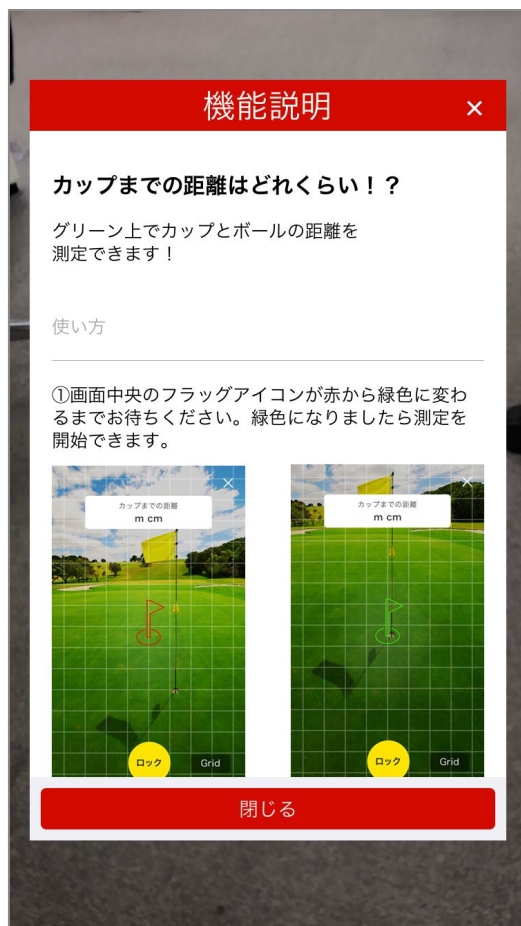 機能説明 ×
カップまでの距離はどれくらい！？
グリーン上でカップとボールの距離を
測定できます！
使い方
①画面中央のフラッグアイコンが赤から緑色に変わ
るまでお待ちください。緑色になりましたら測定を
開始できます。
カップまでの距離
m cm
ロック
Grid
カップまでの距離
m cm
ロック
Grid
閉じる